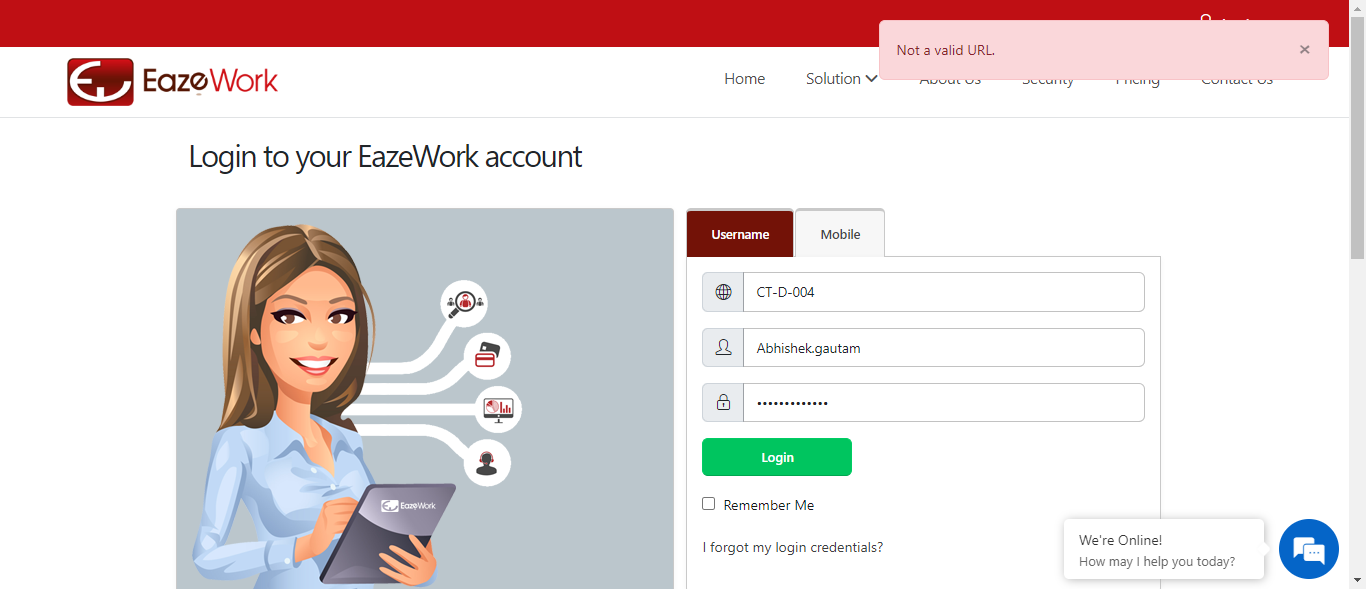 Not a valid URL.
×
EazeWork
Home
Solution
About Us
Security
Pricing
Contact Us
Login to your EazeWork account
Username
Mobile
CT-D-004
Abhishek.gautam
•••••••••••••
Login
Remember Me
I forgot my login credentials?
EazeWork
We're Online!
How may I help you today?